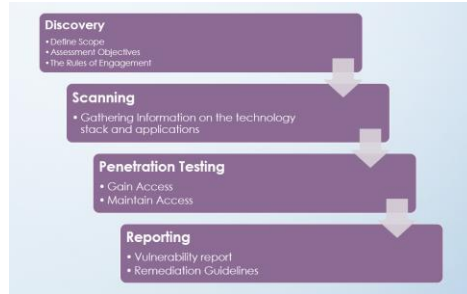 Discovery
• Define Scope
• Assessment Objectives
• The Rules of Engagement
Scanning
• Gathering Information on the technology
stack and applications
Penetration Testing
• Gain Access
• Maintain Access
Reporting
• Vulnerability report
• Remediation Guidelines